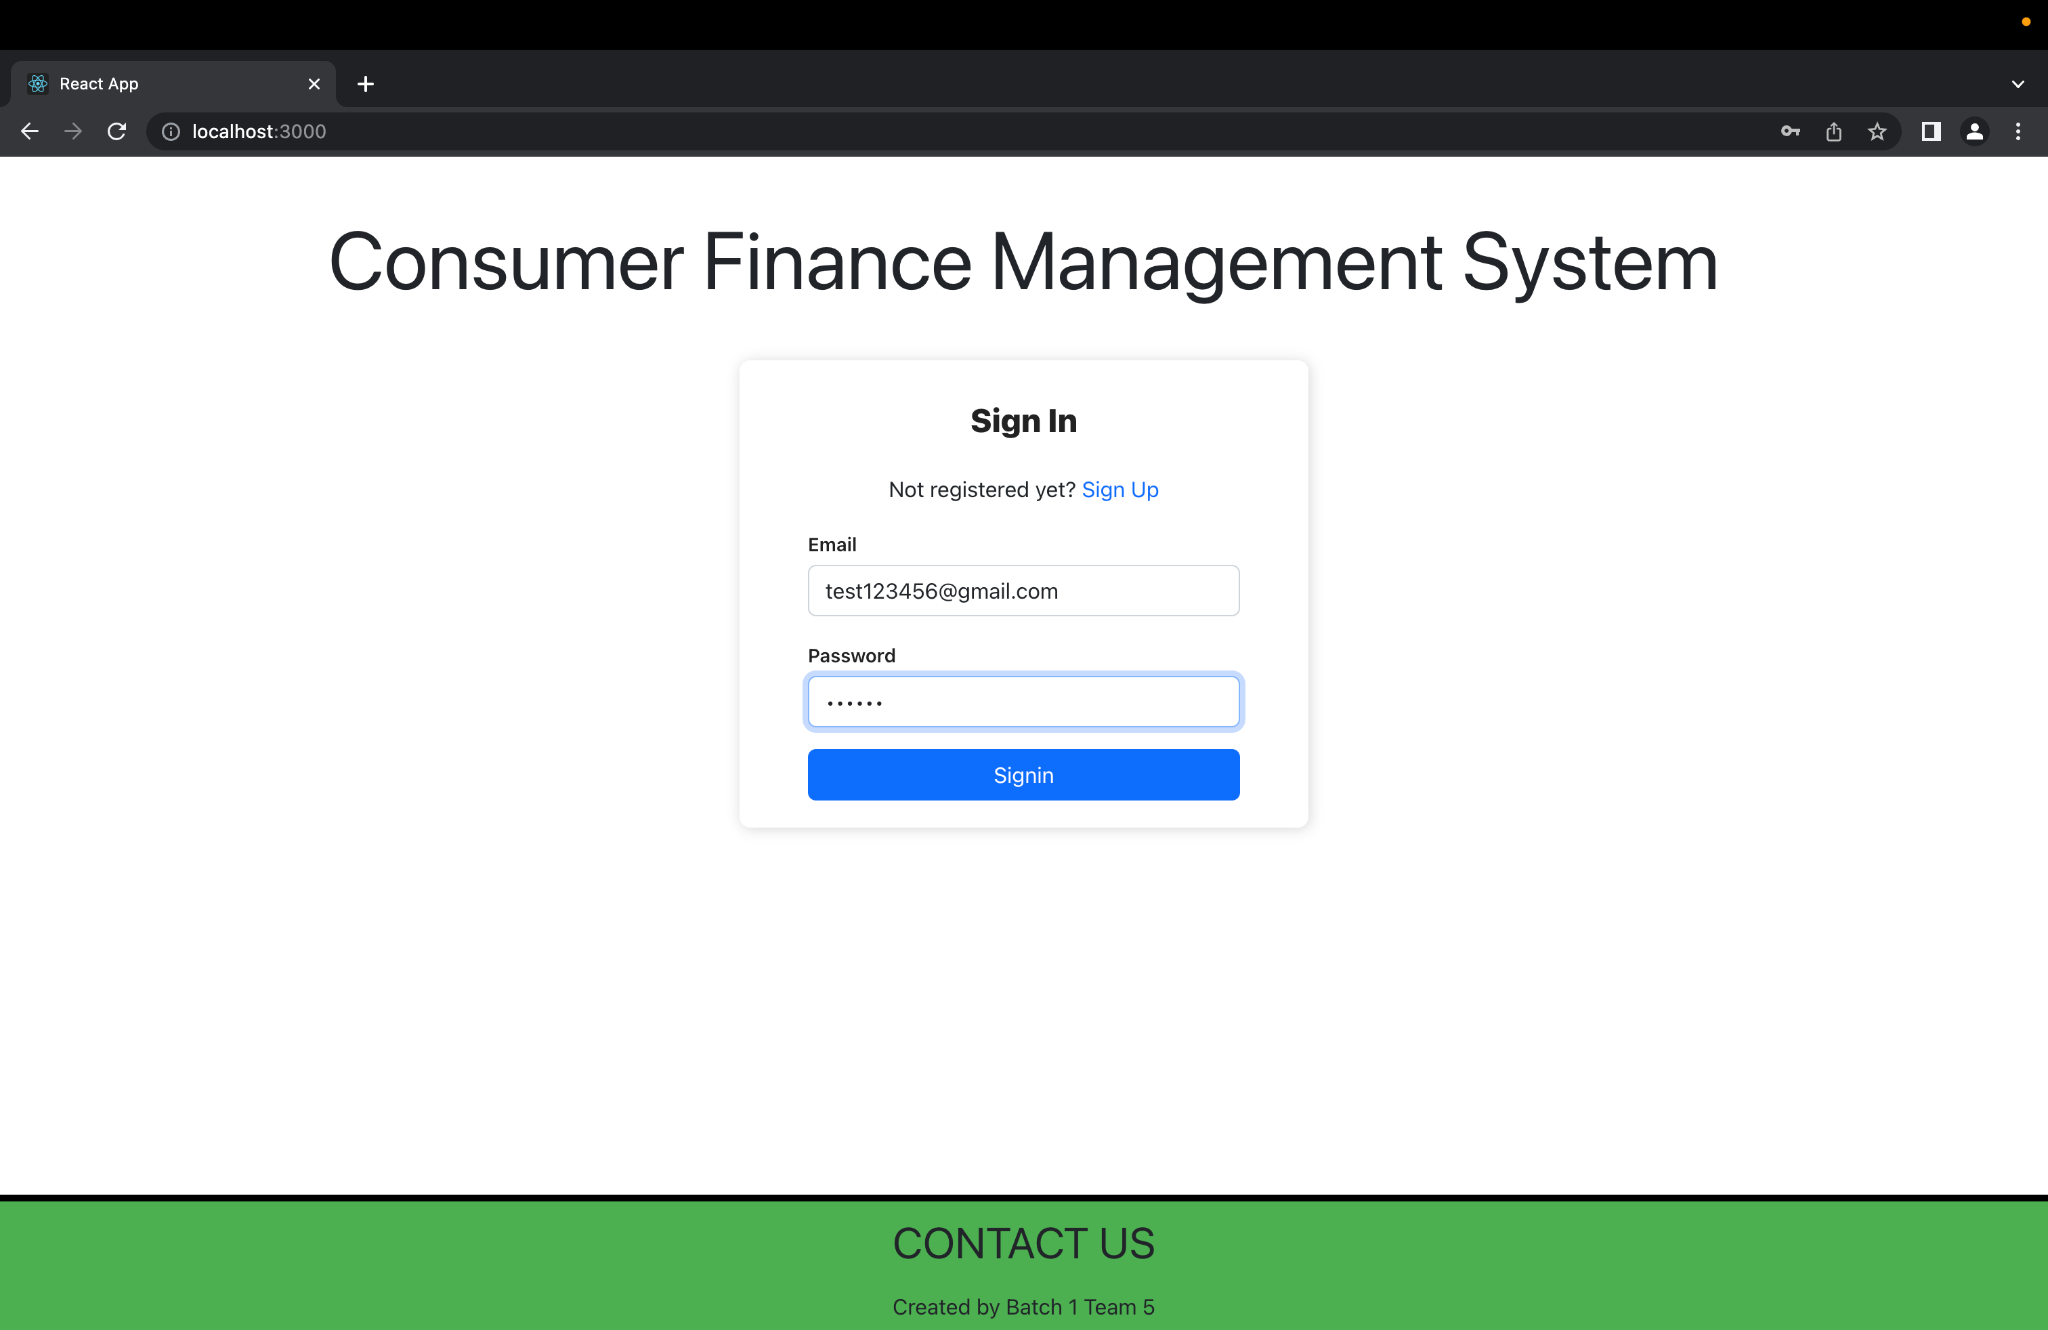 React App
localhost:3000
Consumer Finance Management System
Sign In
Not registered yet? Sign Up
Email
test123456@gmail.com
Password
••••••
Signin
CONTACT US
Created by Batch 1 Team 5